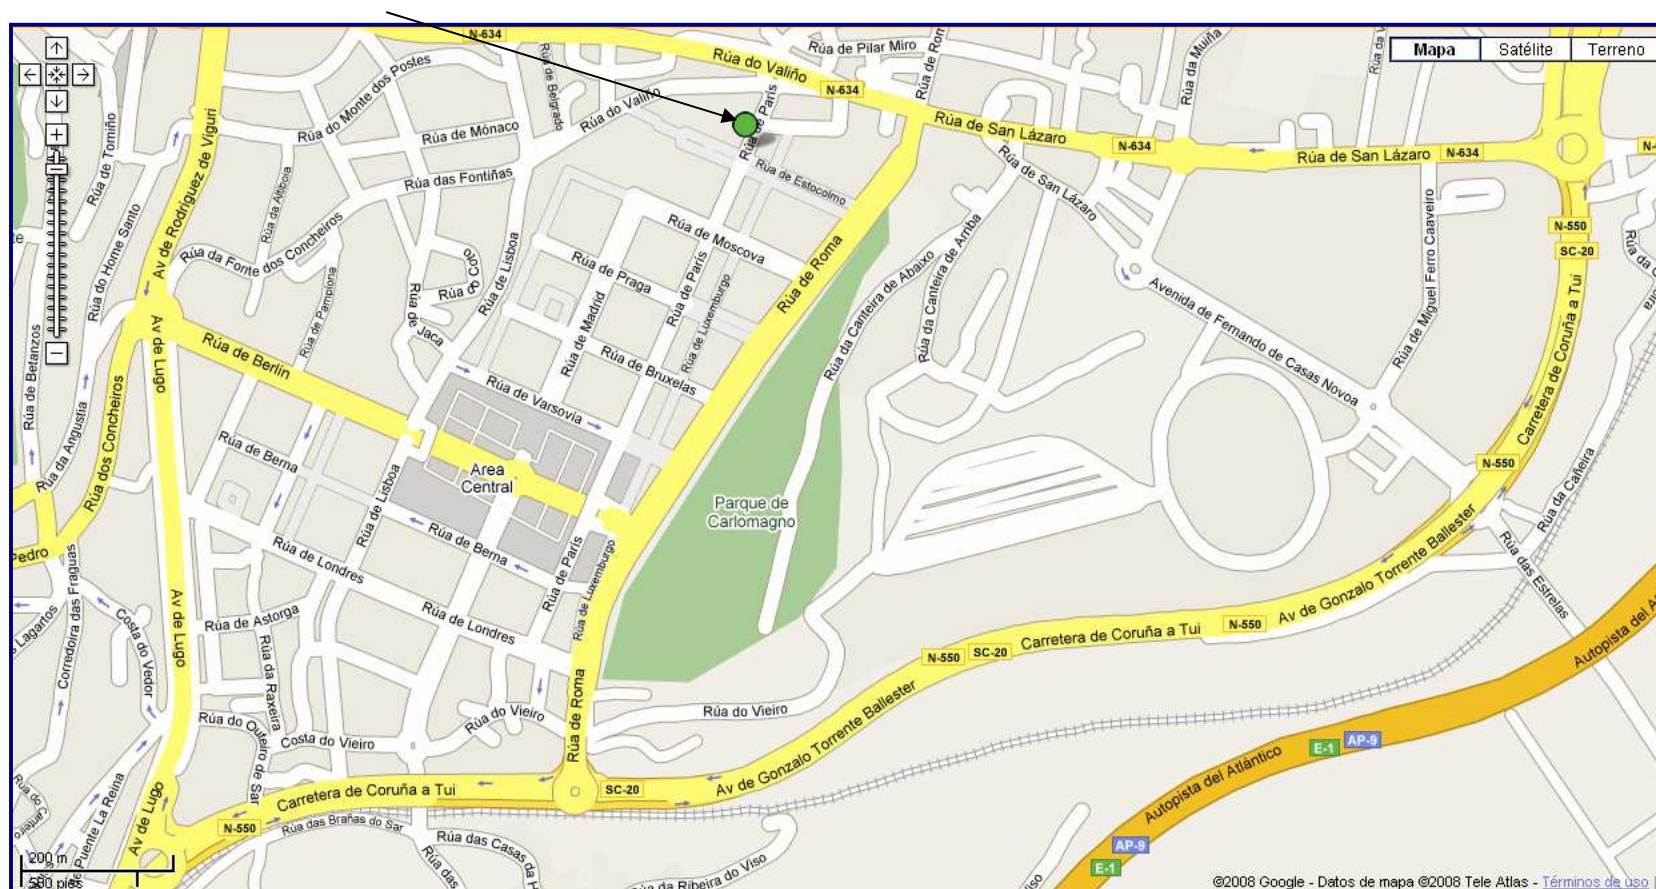 N-634
Rúa de Pilar Miro
Rúa do Valiño
N-634
Rúa de Belgrado
Rúa do Monte dos Postes
Rúa do Valiño
Rúa de Mónaco
Rúa de París
Rúa de San Lázaro
N-634
Rúa de San Lázaro
N-634
Mapa
Satélite
Terreno
Rúa da Muiña
Rúa de Tomiño
Av de Rodriguez de Viguri
Rúa das Fontiñas
Rúa de Estocolmo
Rúa de San Lázaro
Rúa do Home Santo
Rúa da Fonte dos Concheiros
Rúa de Pamplona
Rúa do Coto
Rúa de Lisboa
Rúa de Moscova
Rúa de París
Rúa de Praga
Rúa de Madrid
Rúa de Luxemburgo
Rúa de Roma
Rúa da Canteira de Abaixo
Rúa da Canteira de Arriba
Avenida de Fernando de Casas Novoa
Rúa de Miguel Ferro Caaveiro
N-550
SC-20
Carretera de Coruña a Tui
Rúa de Betanzos
Av de Lugo
Rúa de Berlín
Rúa de Jaca
Rúa de Varsovia
Rúa de Bruxelas
Rúa da Angustia
Rúa dos Concheiros
Rúa de Berna
Rúa de Lisboa
Area
Central
Parque de
Carlomagno
N-550
Rúa da Cañeira
Pedro
Rúa de Londres
Rúa de Berna
Rúa de París
Rúa de Luxemburgo
Av de Gonzalo Torrente Ballester
Rúa das Estrelas
Corredoira das Fraguas
Costa do Vedor
Av de Lugo
Rúa de Astorga
Rúa da Raxeira
Rúa de Londres
Lagartos
N-550
SC-20
Carretera de Coruña a Tui
N-550
Rúa do Outeiro de Sar
Costa do Vieiro
Rúa do Vieiro
Rúa de Roma
Rúa do Vieiro
Av de Gonzalo Torrente Ballester
E-1
AP-9
Autopista del Atlántico
Carretera de Coruña a Tui
SC-20
N-550
Rúa das Brañas do Sar
Rúa das Casas da
Rúa da Ribeira do Viso
de Puente La Reina
Av de Lugo
AP-9
E-1
Autopista del Atlántico
200 m
500 pies
©2008 Google - Datos de mapa ©2008 Tele Atlas - Términos de uso